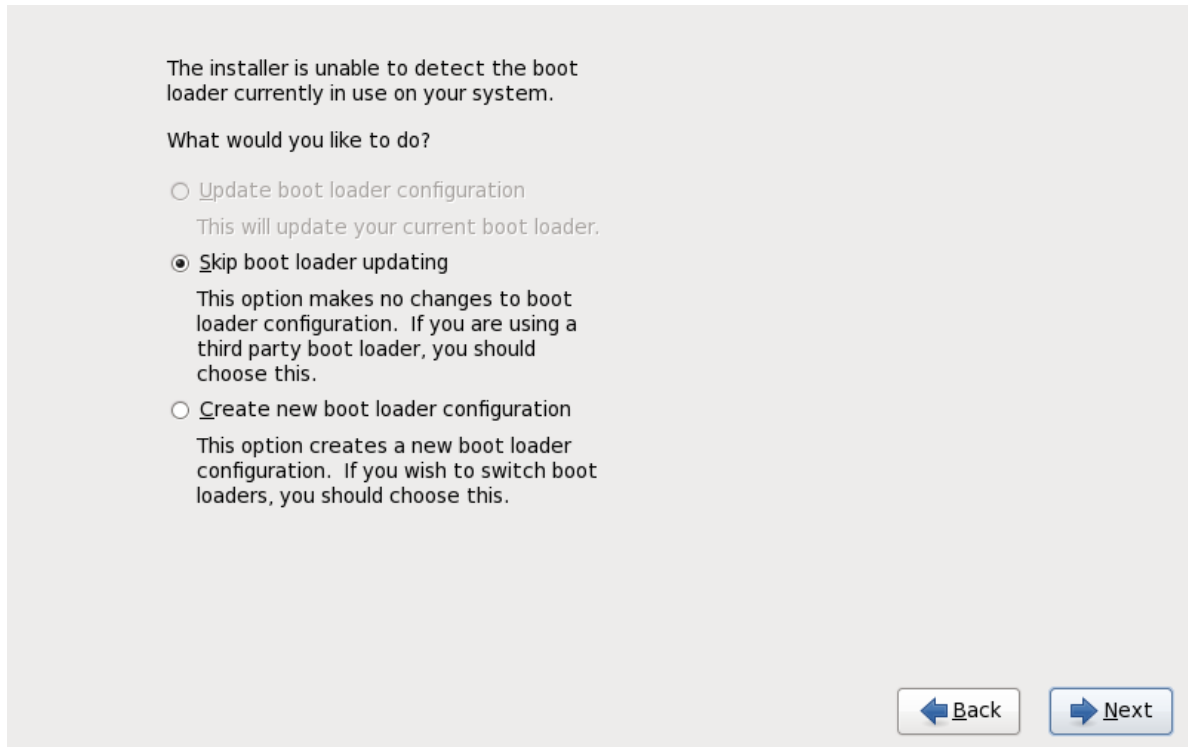 The installer is unable to detect the boot
loader currently in use on your system.
What would you like to do?
Update boot loader configuration
This will update your current boot loader.
Skip boot loader updating
This option makes no changes to boot
loader configuration.  If you are using a
third party boot loader, you should
choose this.
Create new boot loader configuration
This option creates a new boot loader
configuration.  If you wish to switch boot
loaders, you should choose this.
Back
Next